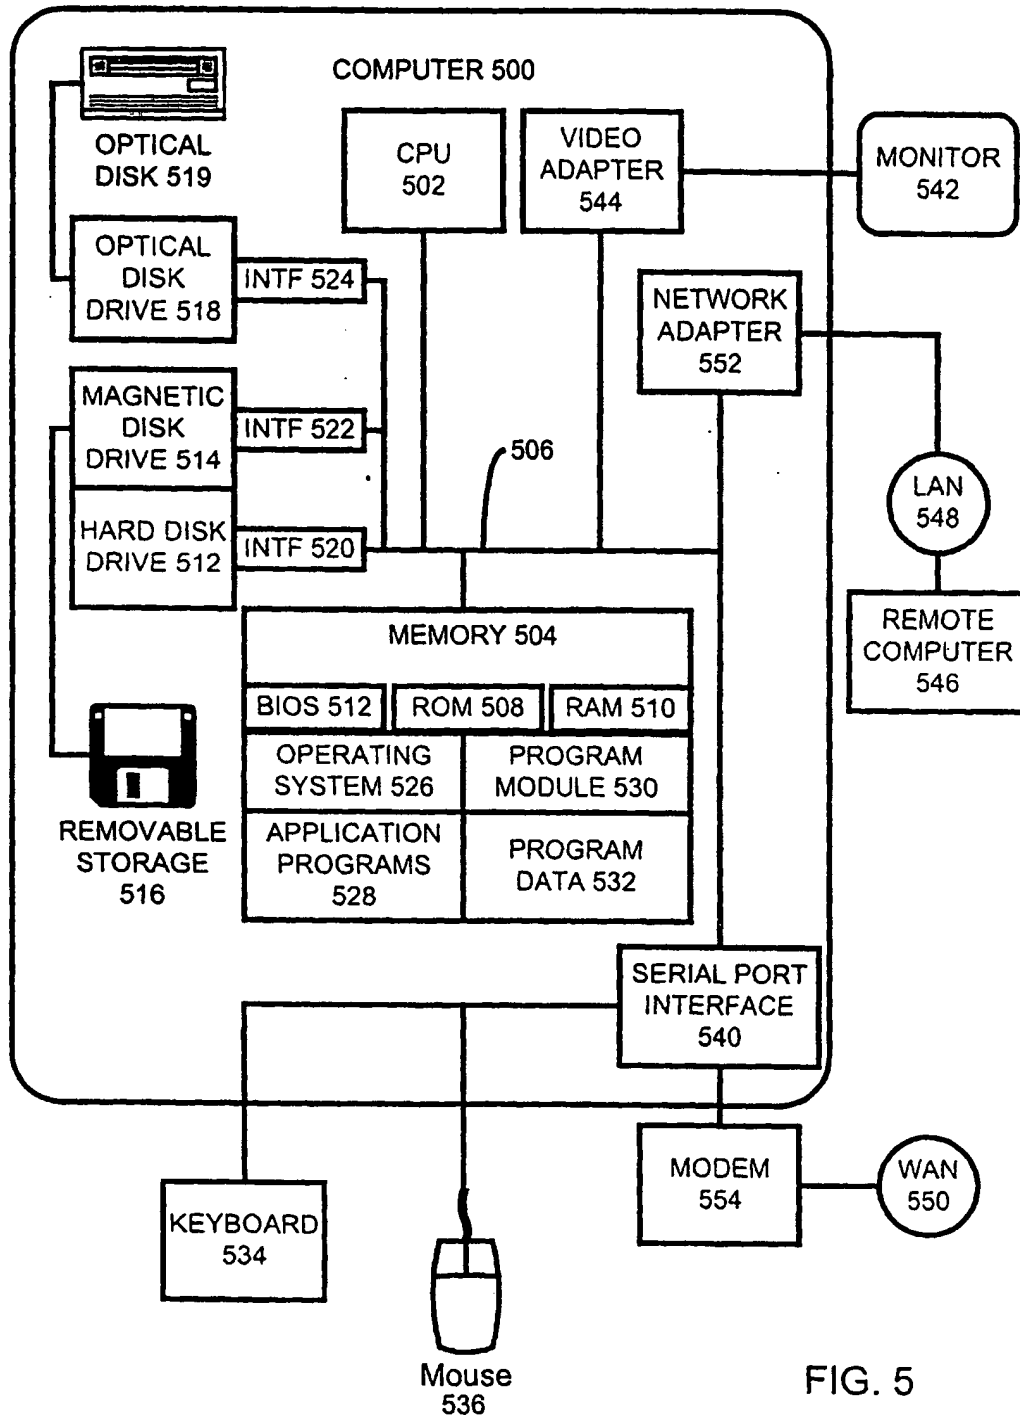 COMPUTER 500
OPTICAL
DISK 519
CPU
502
VIDEO
ADAPTER
544
MONITOR
542
OPTICAL
DISK
DRIVE 518
INTF 524
NETWORK
ADAPTER
552
MAGNETIC
DISK
DRIVE 514
INTF 522
506
LAN
548
HARD DISK
DRIVE 512
INTF 520
REMOTE
COMPUTER
546
MEMORY 504
BIOS 512
ROM 508
RAM 510
OPERATING
SYSTEM 526
PROGRAM
MODULE 530
APPLICATION
PROGRAMS
528
PROGRAM
DATA 532
REMOVABLE
STORAGE
516
SERIAL PORT
INTERFACE
540
MODEM
554
WAN
550
KEYBOARD
534
Mouse
536
FIG. 5